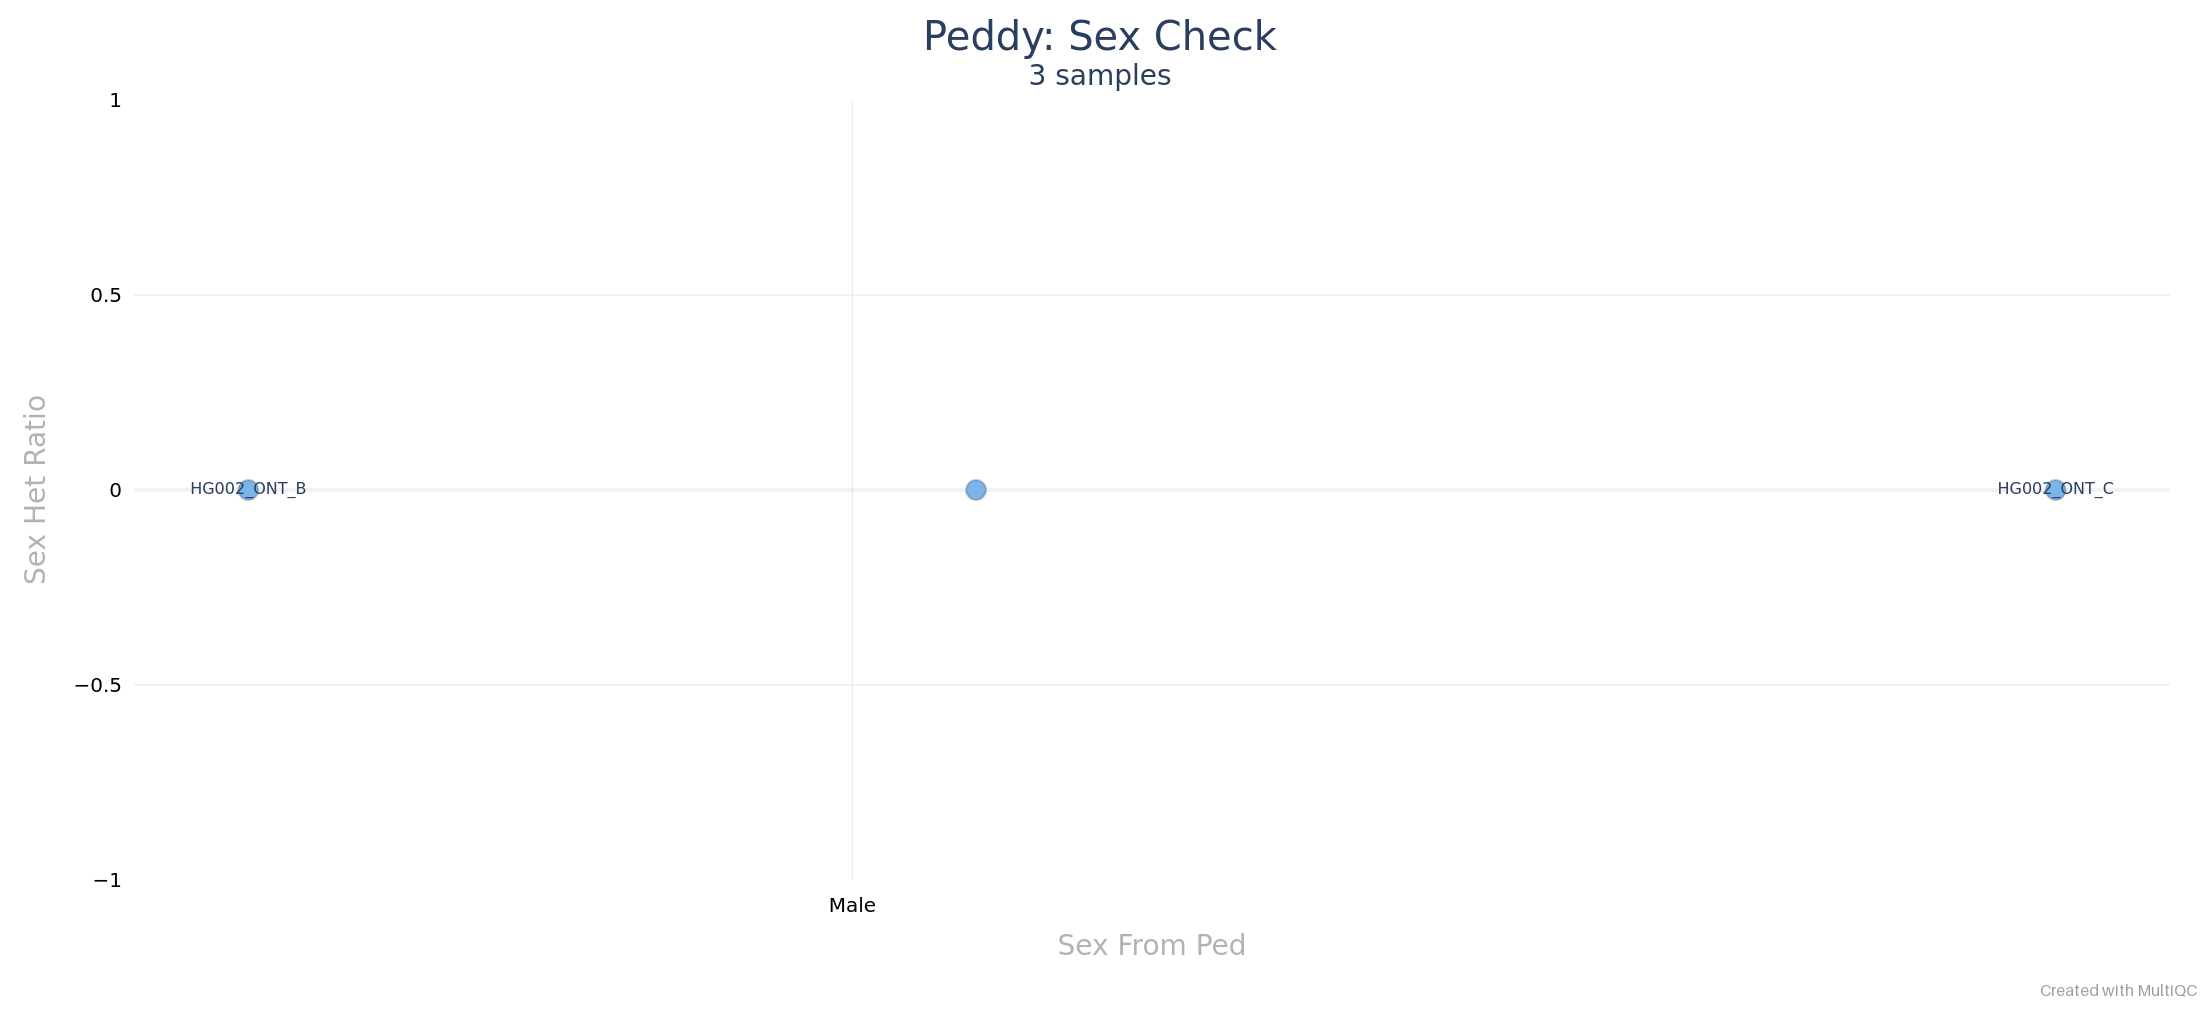 Peddy: Sex Check
3 samples
1
0.5
0
−0.5
−1
Sex Het Ratio
HG002_ONT_B
HG002_ONT_C
Male
Sex From Ped
Created with MultiQC